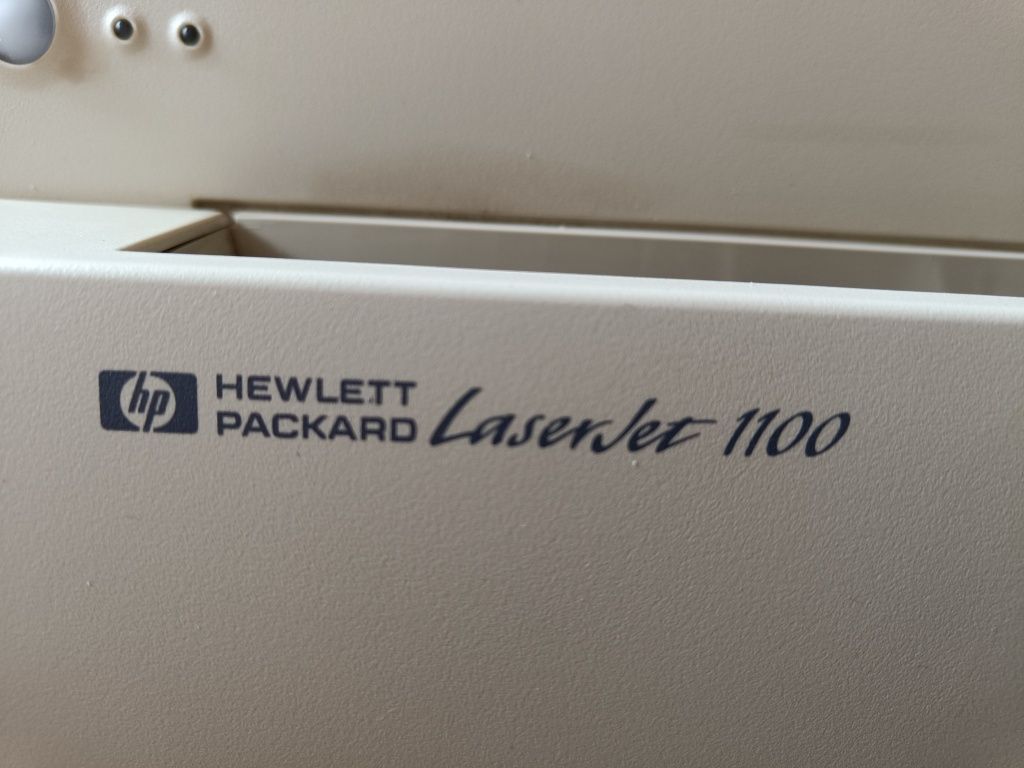 hp HEWLETT
PACKARD LaserJet 1100